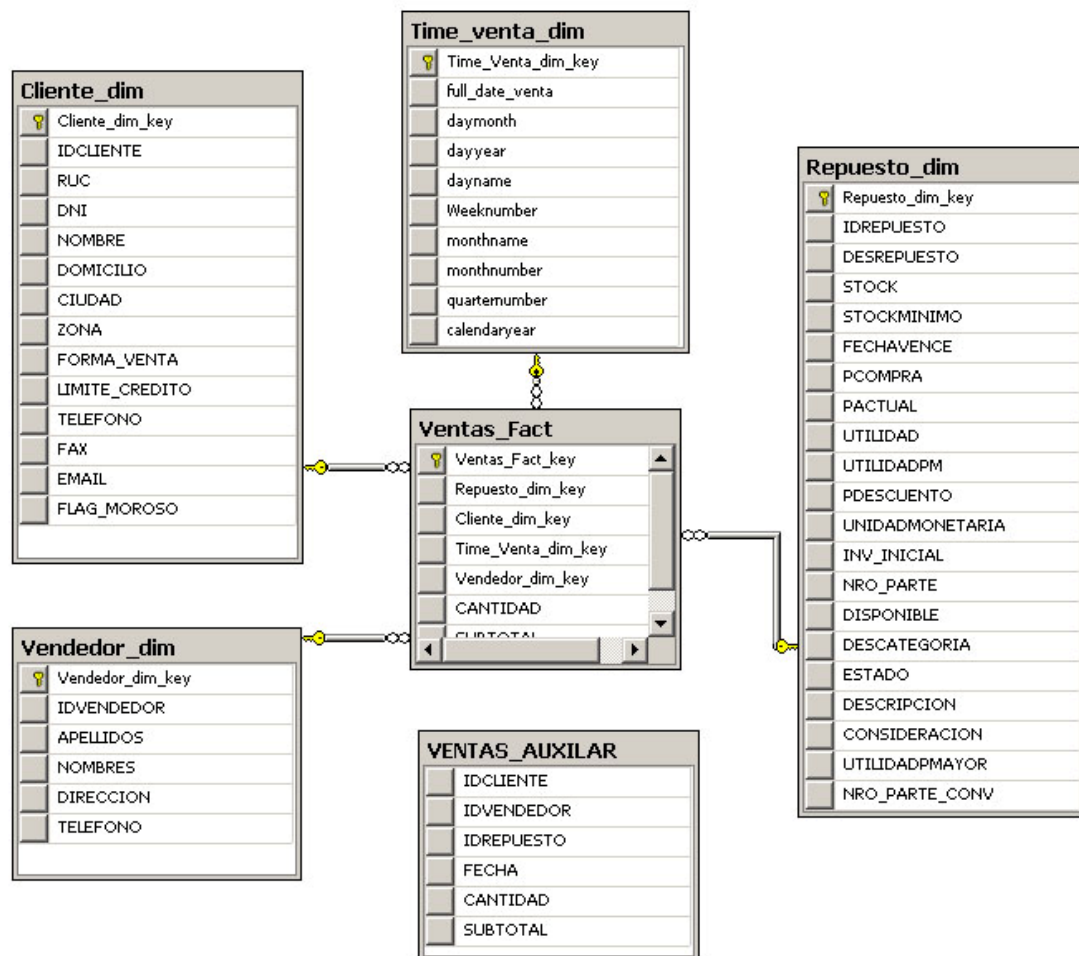 Time_venta_dim
Time_Venta_dim_key
full_date_venta
daymonth
dayyear
dayname
Weeknumber
monthname
monthnumber
quarternumber
calendaryear
Cliente_dim
Cliente_dim_key
IDCLIENTE
RUC
DNI
NOMBRE
DOMICILIO
CIUDAD
ZONA
FORMA_VENTA
LIMITE_CREDITO
TELEFONO
FAX
EMAIL
FLAG_MOROSO
Repuesto_dim
Repuesto_dim_key
IDREPUESTO
DESREPUESTO
STOCK
STOCKMINIMO
FECHAVENCE
PCOMPRA
PACTUAL
UTILIDAD
UTILIDADPM
PDESCUENTO
UNIDADMONETARIA
INV_INICIAL
NRO_PARTE
DISPONIBLE
DESCATEGORIA
ESTADO
DESCRIPCION
CONSIDERACION
UTILIDADPMAYOR
NRO_PARTE_CONV
Ventas_Fact
Ventas_Fact_key
Repuesto_dim_key
Cliente_dim_key
Time_Venta_dim_key
Vendedor_dim_key
CANTIDAD
SUBTOTAL
Vendedor_dim
Vendedor_dim_key
IDVENDEDOR
APELLIDOS
NOMBRES
DIRECCION
TELEFONO
VENTAS_AUXILAR
IDCLIENTE
IDVENDEDOR
IDREPUESTO
FECHA
CANTIDAD
SUBTOTAL